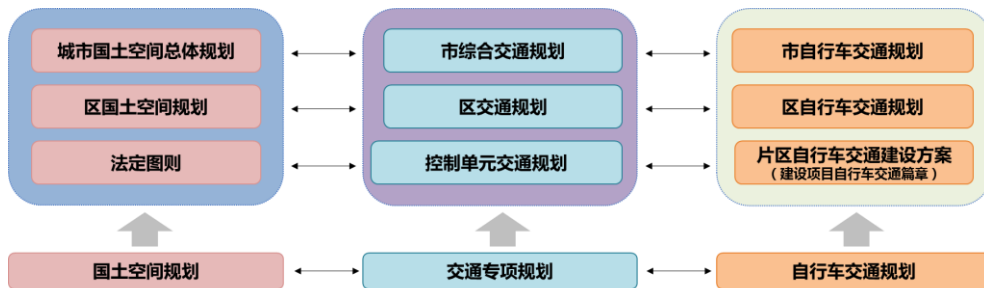 城市国土空间总体规划
市综合交通规划
市自行车交通规划
区国土空间规划
区交通规划
区自行车交通规划
法定图则
控制单元交通规划
片区自行车交通建设方案
（建设项目自行车交通篇章）
国土空间规划
交通专项规划
自行车交通规划